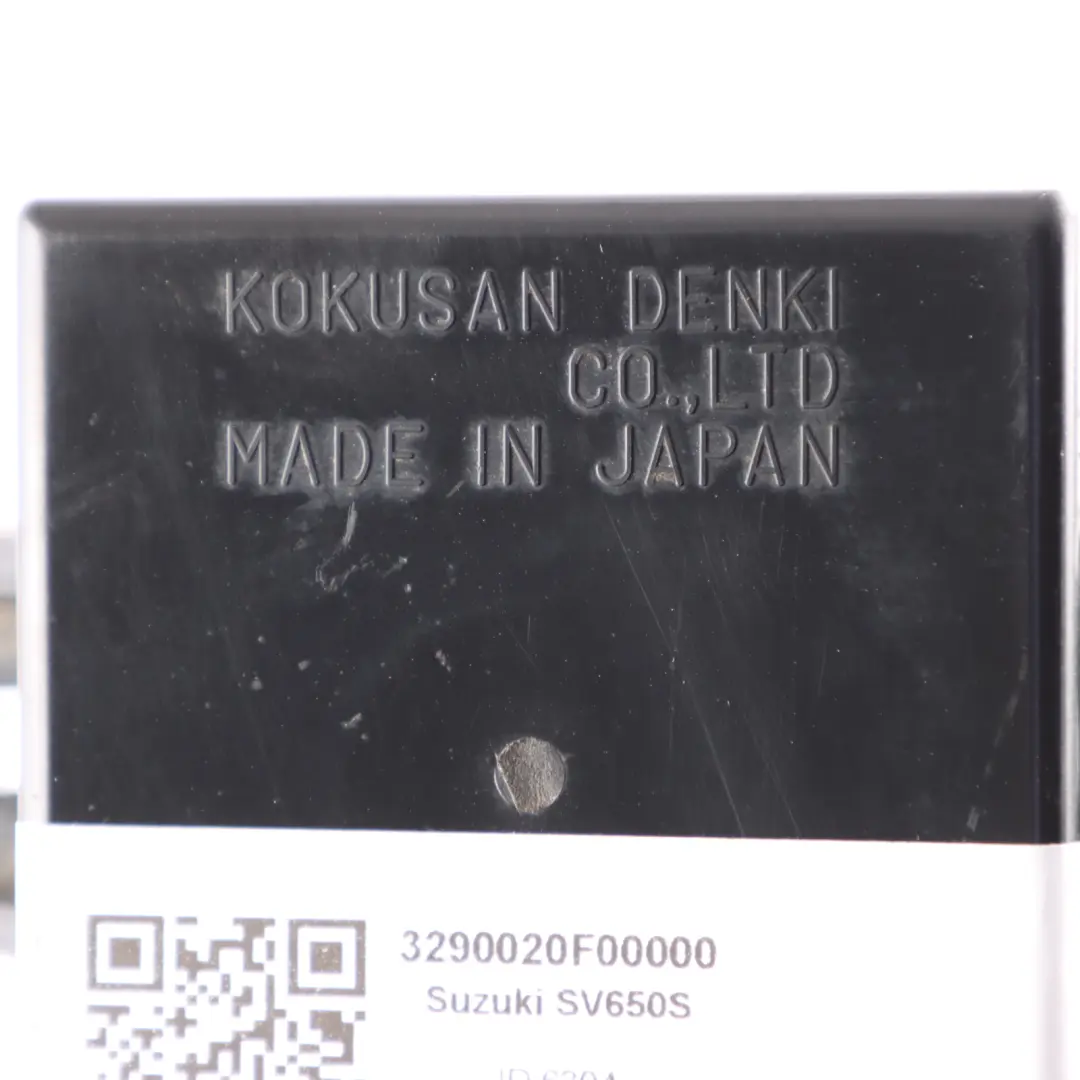 KOKUSAN DENKI
CO.,LTD
MADE IN JAPAN
3290020F00000
Suzuki SV650S